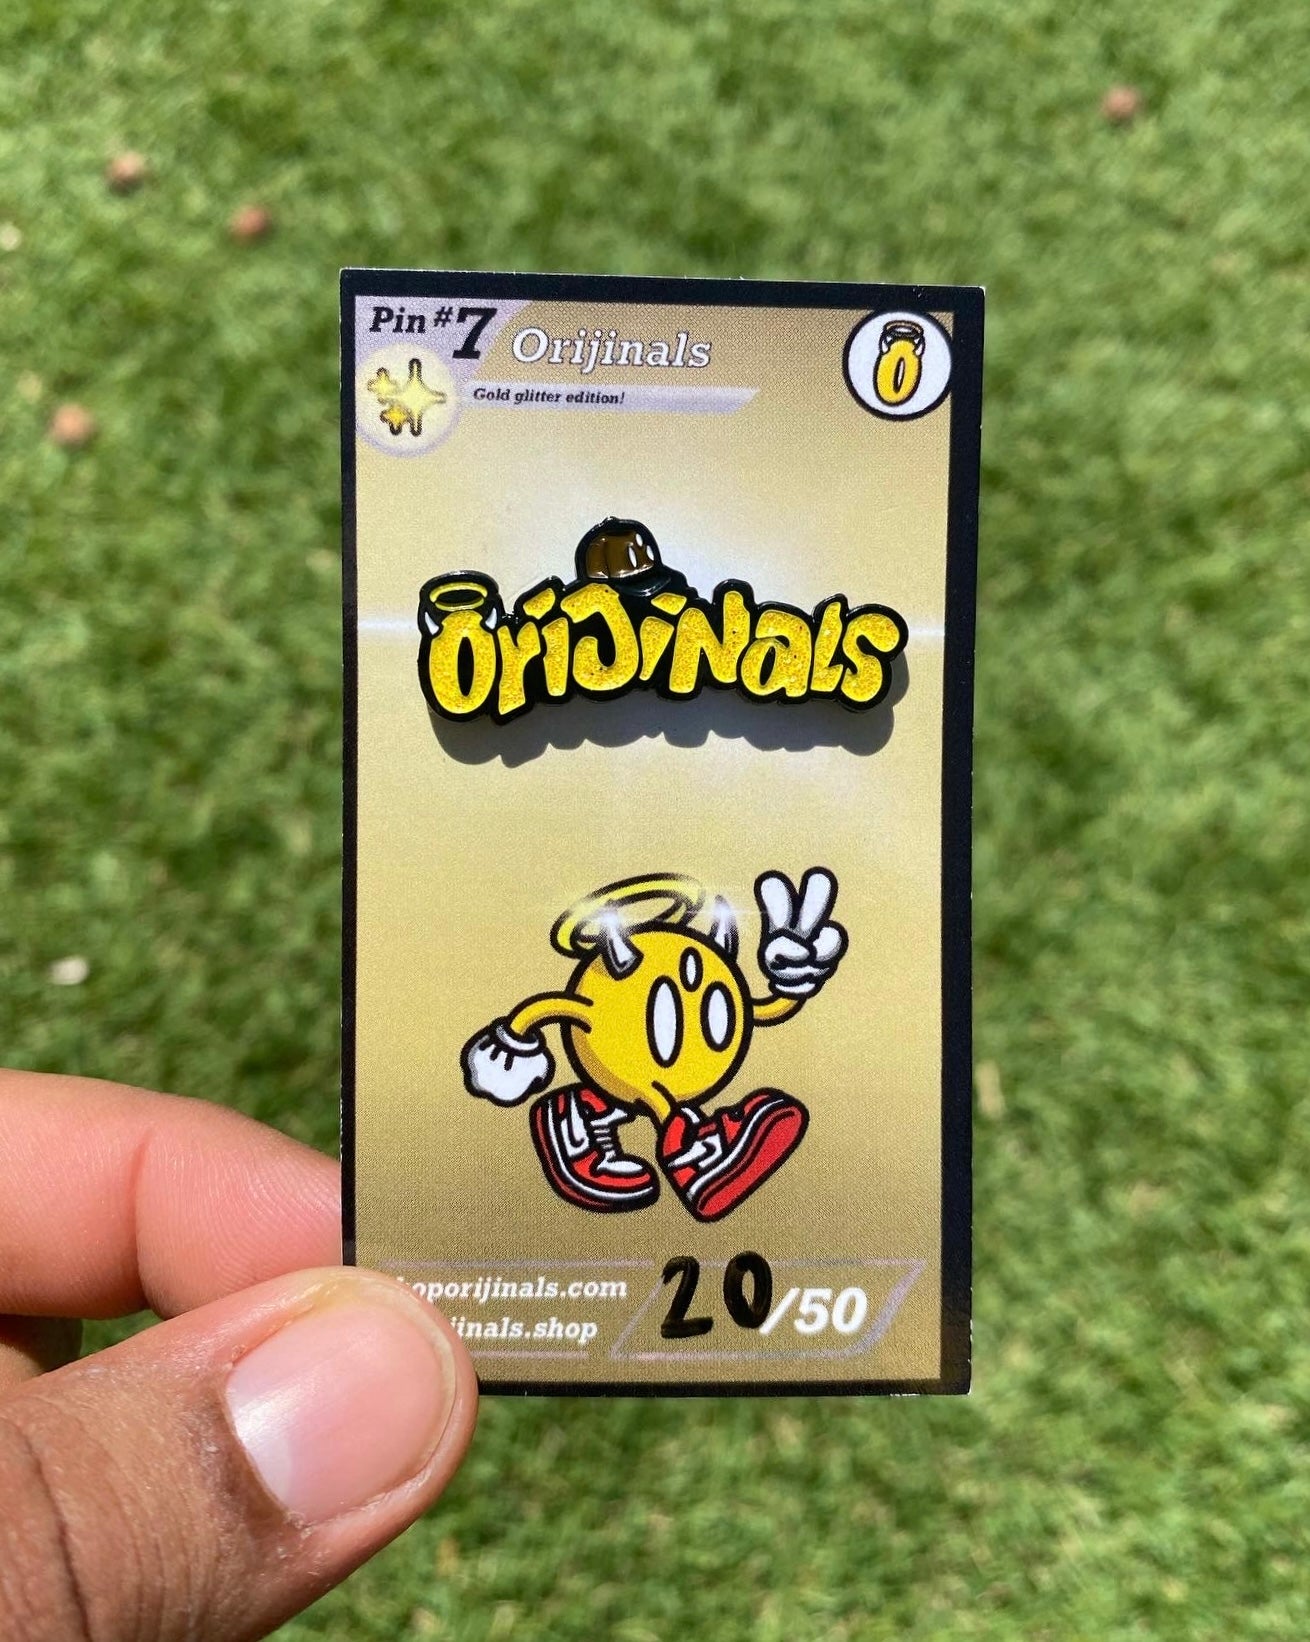 Pin #7 Orijinals
Gold glitter edition!
OriJiNals
20/50